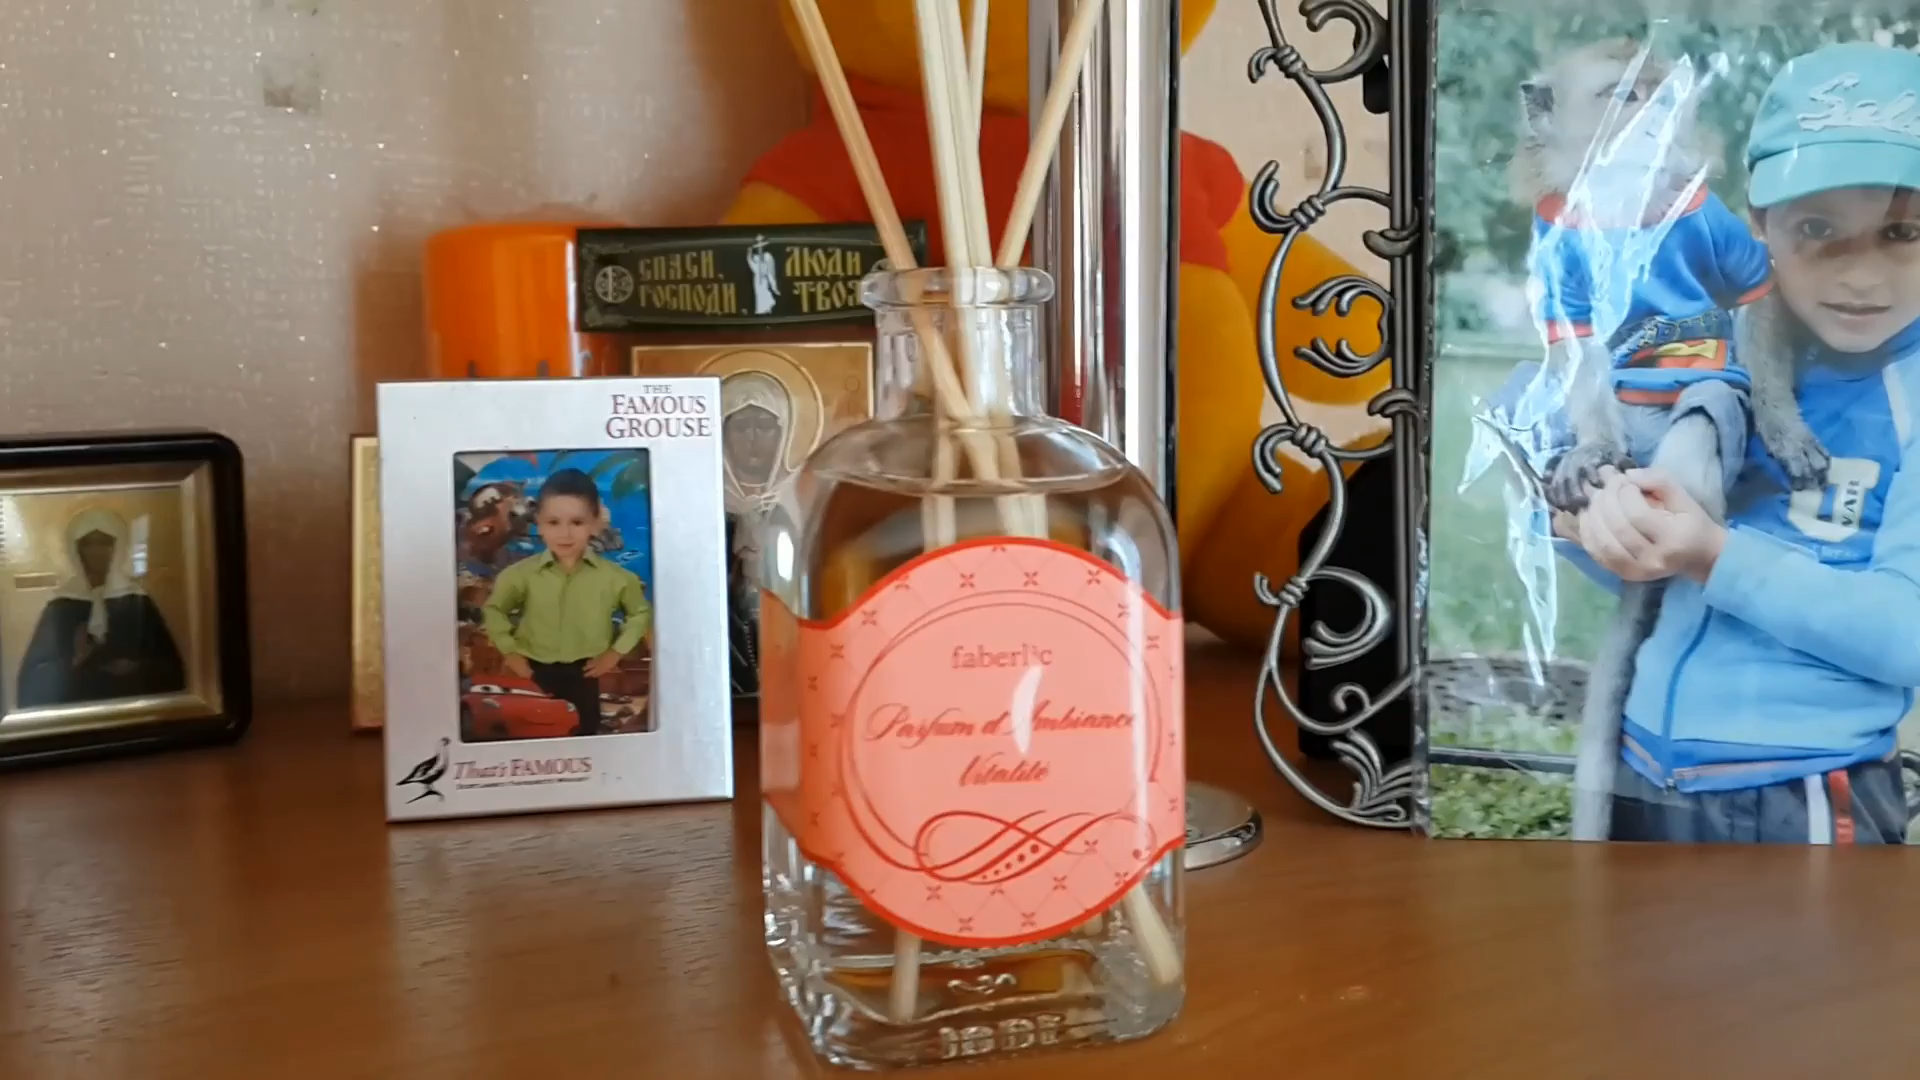 СПАСИ,
ГОСПОДИ,
ЛЮДИ
ТВОЯ
THE
FAMOUS
GROUSE
That's FAMOUS
faberlic
Parfum d'Ambiance
Vitalité